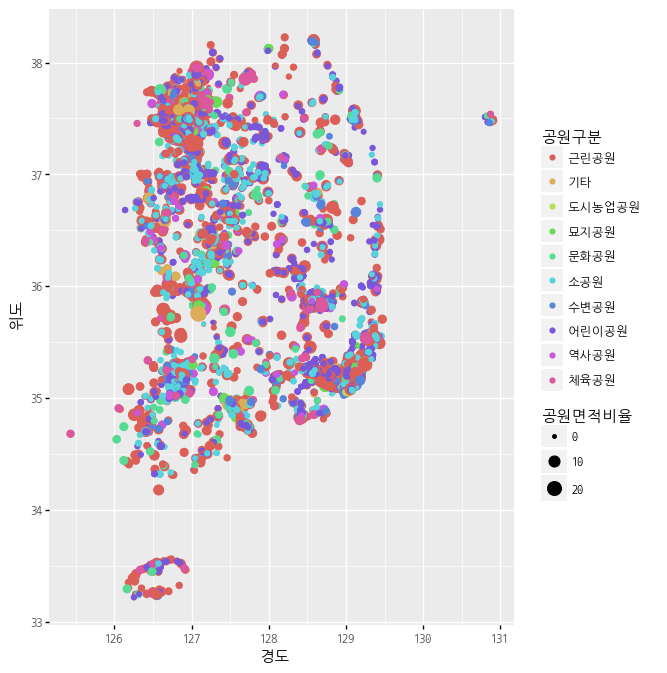 38
37
36
35
34
33
위도
126
127
128
129
130
131
경도
공원구분
근린공원
기타
도시농업공원
묘지공원
문화공원
소공원
수변공원
어린이공원
역사공원
체육공원
공원면적비율
0
10
20